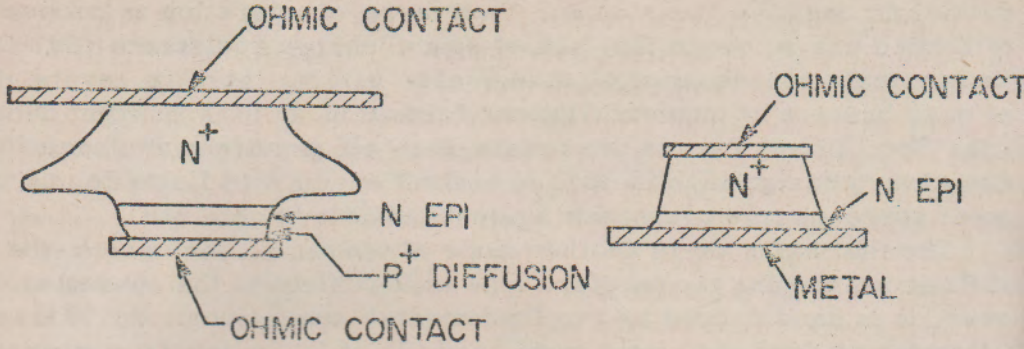 OHMIC CONTACT
N+
N EPI
P+ DIFFUSION
OHMIC CONTACT
OHMIC CONTACT
N+
N EPI
METAL